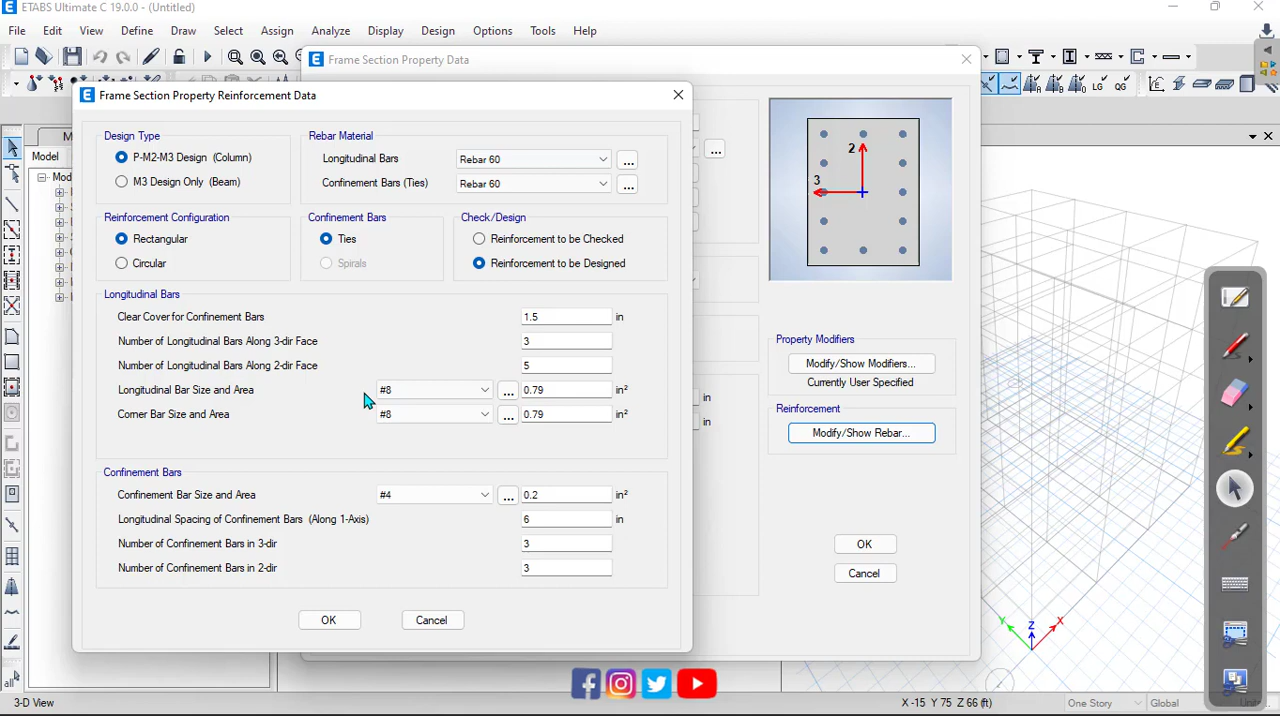 ETABS Ultimate C 19.0.0 - (Untitled)
File Edit View Define Draw Select Assign Analyze Display Design Options Tools Help
Frame Section Property Data
Frame Section Property Reinforcement Data
Design Type
P-M2-M3 Design (Column)
M3 Design Only (Beam)
Rebar Material
Longitudinal Bars Rebar 60 ...
Confinement Bars (Ties) Rebar 60 ...
Reinforcement Configuration
Rectangular
Circular
Confinement Bars
Ties
Spirals
Check/Design
Reinforcement to be Checked
Reinforcement to be Designed
Longitudinal Bars
Clear Cover for Confinement Bars 1.5 in
Number of Longitudinal Bars Along 3-dir Face 3
Number of Longitudinal Bars Along 2-dir Face 5
Longitudinal Bar Size and Area #8 ... 0.79 in²
Corner Bar Size and Area #8 ... 0.79 in²
Confinement Bars
Confinement Bar Size and Area #4 ... 0.2 in²
Longitudinal Spacing of Confinement Bars (Along 1-Axis) 6 in
Number of Confinement Bars in 3-dir 3
Number of Confinement Bars in 2-dir 3
OK Cancel
...
2
3
Property Modifiers
Modify/Show Modifiers...
Currently User Specified
Reinforcement
Modify/Show Rebar...
in
in
OK
Cancel
Model
LG QG
Y Z X
all
3-D View
X -15 Y 75 Z 66 (ft)
One Story
Global